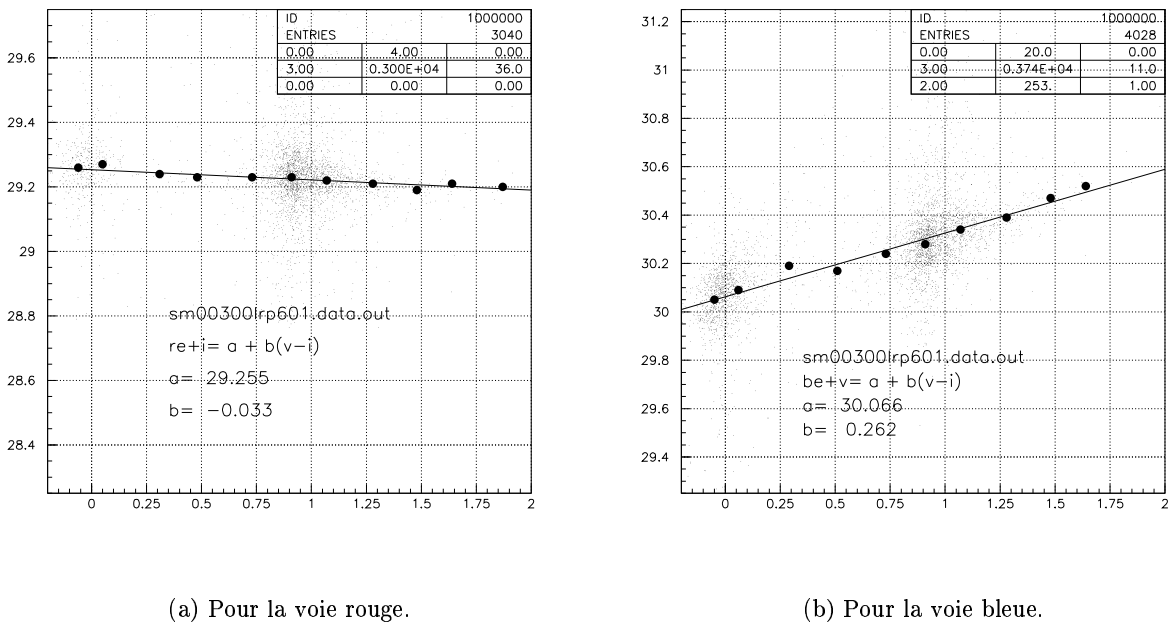 ID 1000000
ENTRIES 3040
0.00 4.00 0.00
3.00 0.300E+04 36.0
0.00 0.00 0.00
29.6
29.4
29.2
29
28.8
28.6
28.4
sm00300lrp601.data.out
re+i= a + b(v−i)
a= 29.255
b= −0.033
0 0.25 0.5 0.75 1 1.25 1.5 1.75 2
(a) Pour la voie rouge.
ID 1000000
ENTRIES 4028
0.00 20.0 0.00
3.00 0.374E+04 11.0
2.00 253. 1.00
31.2
31
30.8
30.6
30.4
30.2
30
29.8
29.6
29.4
sm00300lrp601.data.out
be+v= a + b(v−i)
a= 30.066
b= 0.262
0 0.25 0.5 0.75 1 1.25 1.5 1.75 2
(b) Pour la voie bleue.